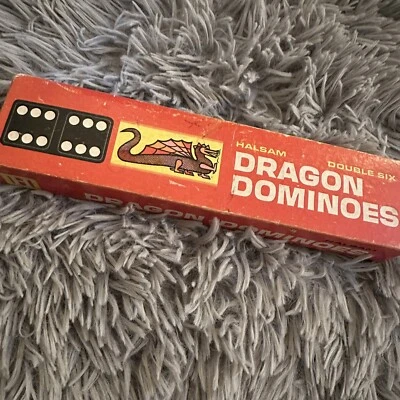 HALSAM
DOUBLE SIX
DRAGON
DOMINOES
DRAGON DOMINOES